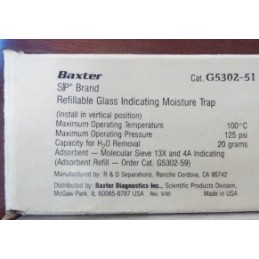 Baxter Cat. G5302-51
S/P® Brand
Refillable Glass Indicating Moisture Trap
(Install in vertical position)
Maximum Operating Temperature 100°C
Maximum Operating Pressure 125 psi
Capacity for H2O Removal 20 grams
Adsorbent – Molecular Sieve 13X and 4A Indicating
(Adsorbent Refill – Order Cat. G5302-59)
Manufactured by: R & D Separations, Rancho Cordova, CA 95742
Distributed by: Baxter Diagnostics Inc., Scientific Products Division,
McGaw Park, IL 60085-6787 USA Rev. 9/90 Made in USA